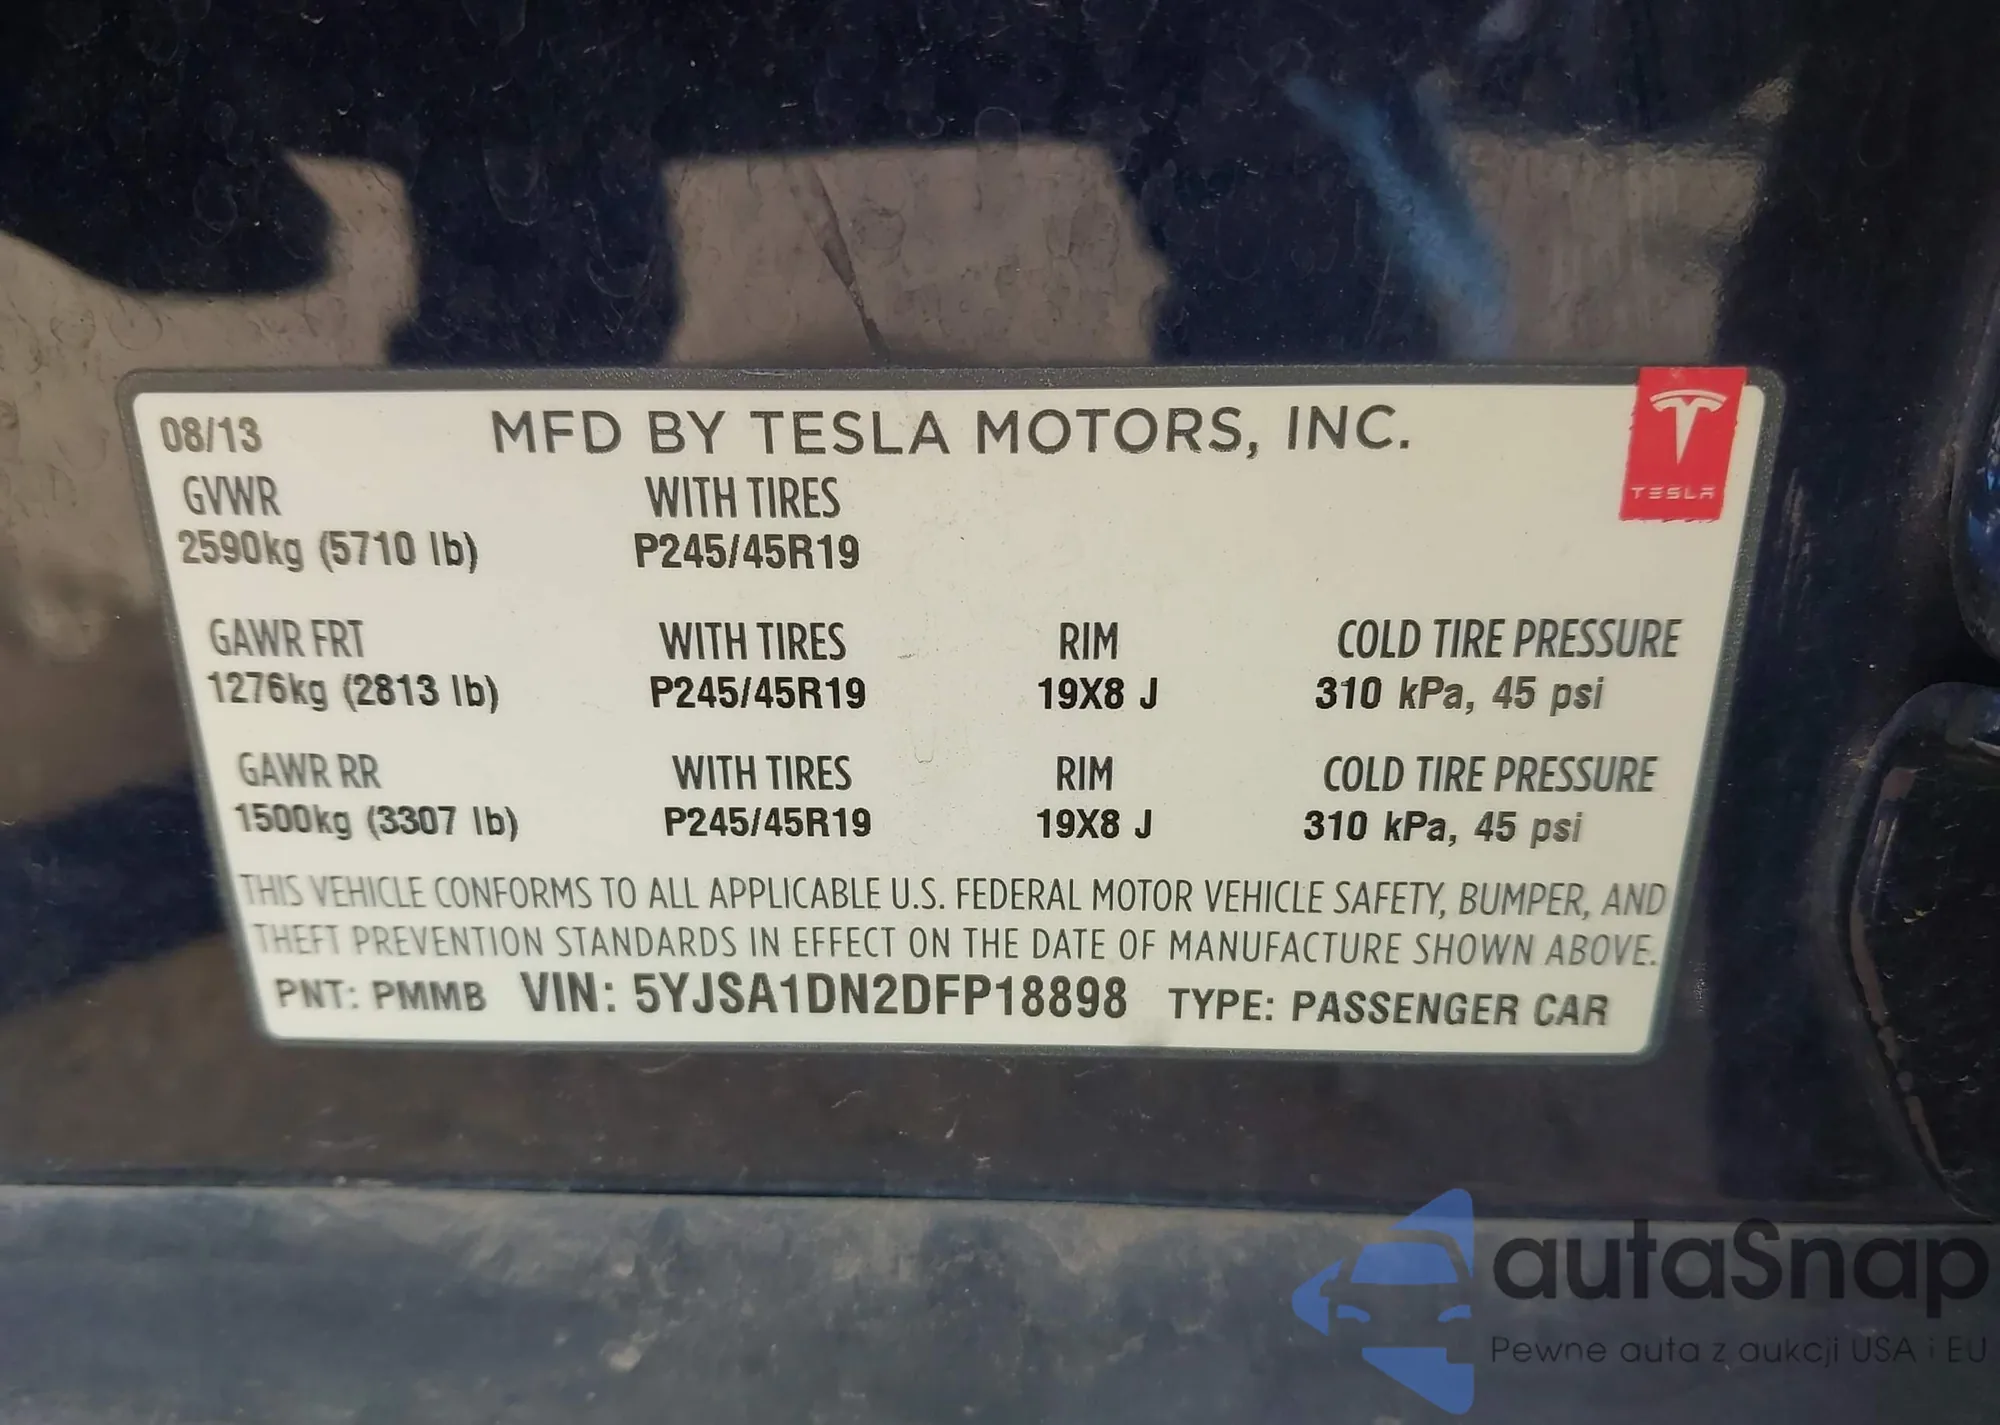 08/13 MFD BY TESLA MOTORS, INC.
TESLA
GVWR WITH TIRES
2590kg (5710 lb) P245/45R19
GAWR FRT WITH TIRES RIM COLD TIRE PRESSURE
1276kg (2813 lb) P245/45R19 19X8 J 310 kPa, 45 psi
GAWR RR WITH TIRES RIM COLD TIRE PRESSURE
1500kg (3307 lb) P245/45R19 19X8 J 310 kPa, 45 psi
THIS VEHICLE CONFORMS TO ALL APPLICABLE U.S. FEDERAL MOTOR VEHICLE SAFETY, BUMPER, AND
THEFT PREVENTION STANDARDS IN EFFECT ON THE DATE OF MANUFACTURE SHOWN ABOVE.
PNT: PMMB VIN: 5YJSA1DN2DFP18898 TYPE: PASSENGER CAR
autaSnap
Pewne auta z aukcji USA i EU